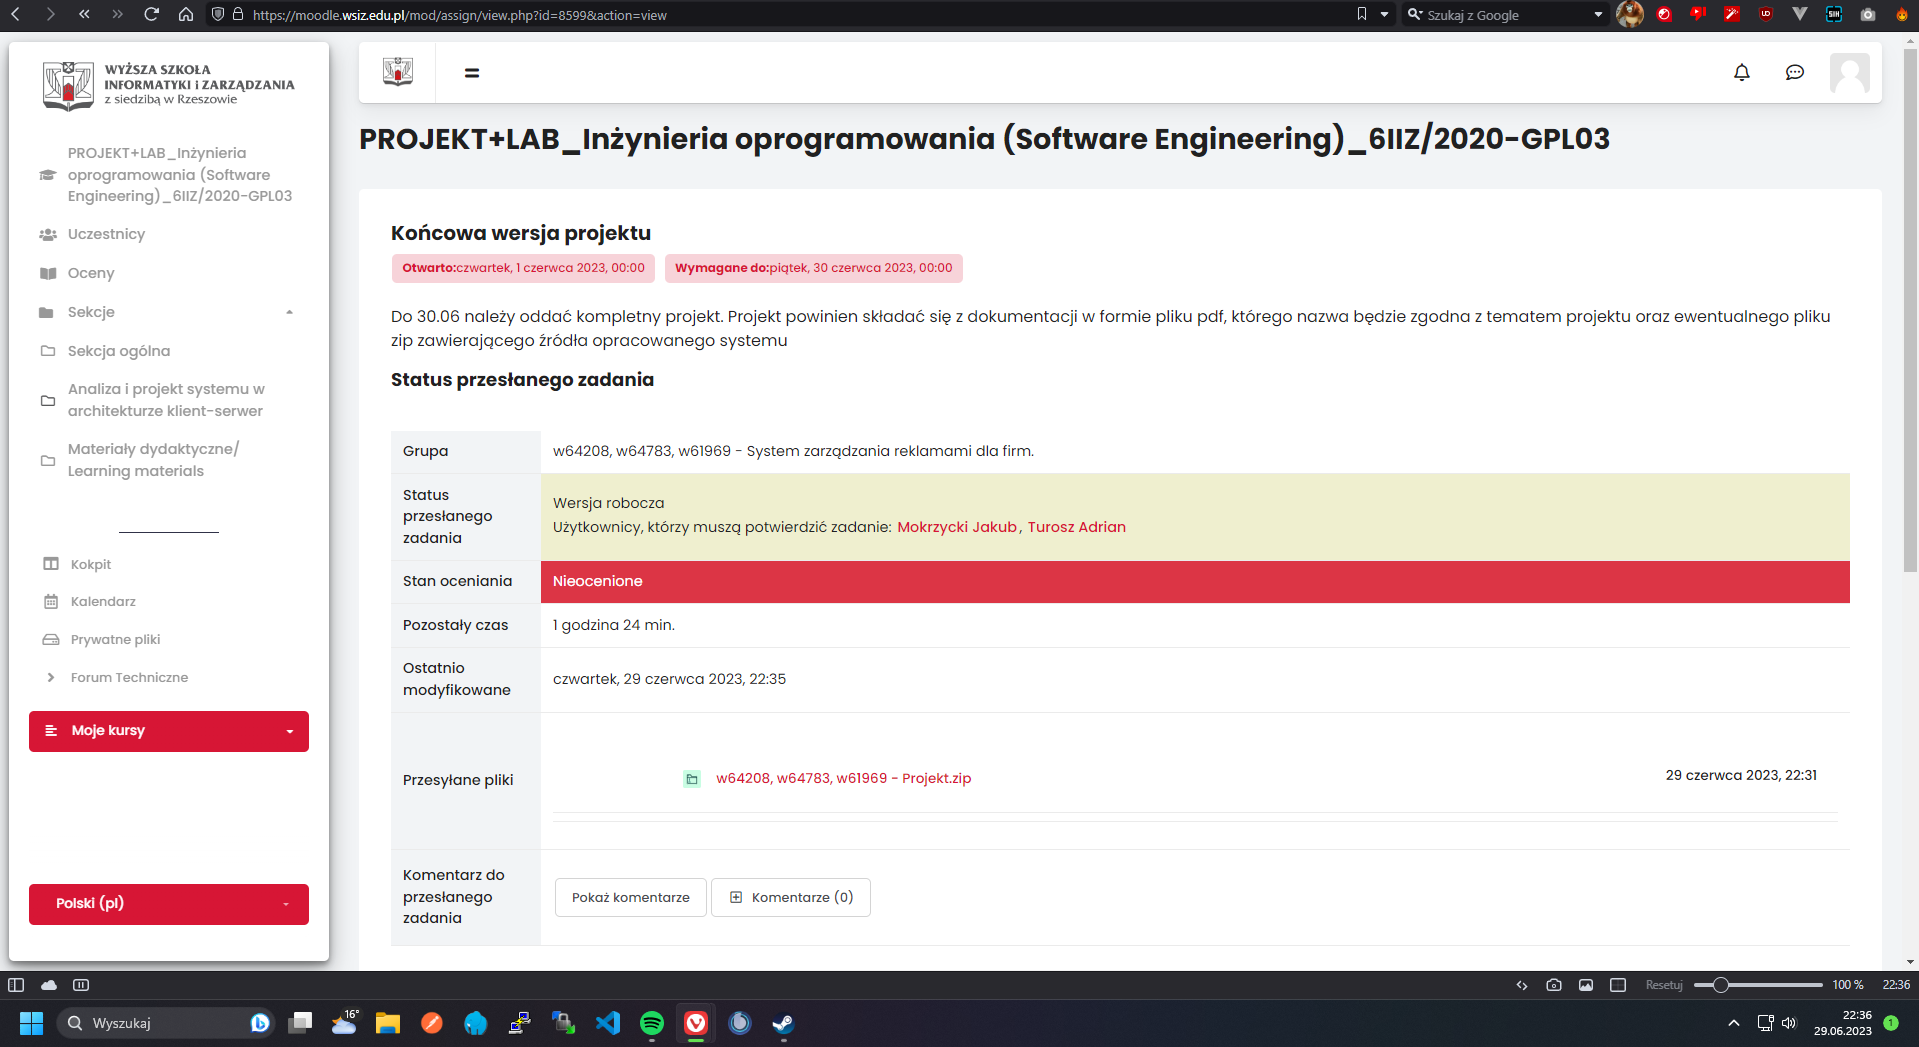 https://moodle.wsiz.edu.pl/mod/assign/view.php?id=8599&action=view
Szukaj z Google
WYŻSZA SZKOŁA
INFORMATYKI i ZARZĄDZANIA
z siedzibą w Rzeszowie
PROJEKT+LAB_Inżynieria
oprogramowania (Software
Engineering)_6IIZ/2020-GPL03
Uczestnicy
Oceny
Sekcje
Sekcja ogólna
Analiza i projekt systemu w
architekturze klient-serwer
Materiały dydaktyczne/
Learning materials
Kokpit
Kalendarz
Prywatne pliki
Forum Techniczne
Moje kursy
Polski (pl)
PROJEKT+LAB_Inżynieria oprogramowania (Software Engineering)_6IIZ/2020-GPL03
Końcowa wersja projektu
Otwarto:czwartek, 1 czerwca 2023, 00:00
Wymagane do:piątek, 30 czerwca 2023, 00:00
Do 30.06 należy oddać kompletny projekt. Projekt powinien składać się z dokumentacji w formie pliku pdf, którego nazwa będzie zgodna z tematem projektu oraz ewentualnego pliku
zip zawierającego źródła opracowanego systemu
Status przesłanego zadania
Grupa
w64208, w64783, w61969 - System zarządzania reklamami dla firm.
Status
przesłanego
zadania
Wersja robocza
Użytkownicy, którzy muszą potwierdzić zadanie: Mokrzycki Jakub, Turosz Adrian
Stan oceniania
Nieocenione
Pozostały czas
1 godzina 24 min.
Ostatnio
modyfikowane
czwartek, 29 czerwca 2023, 22:35
Przesyłane pliki
w64208, w64783, w61969 - Projekt.zip
29 czerwca 2023, 22:31
Komentarz do
przesłanego
zadania
Pokaż komentarze
Komentarze (0)
Resetuj
100 %
22:36
Wyszukaj
16°
22:36
29.06.2023
1